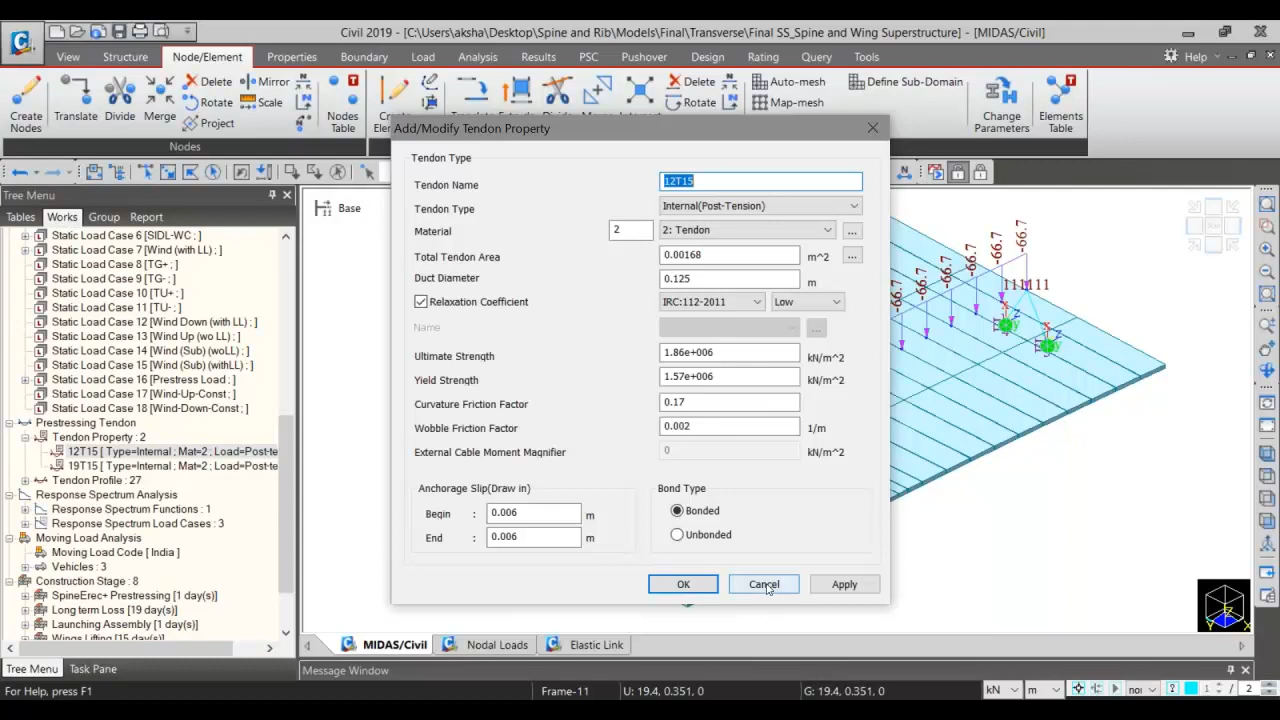 Civil 2019 - [C:\Users\aksha\Desktop\Spine and Rib\Models\Final\Transverse\Final SS_Spine and Wing Superstructure] - [MIDAS/Civil]
View Structure Node/Element Properties Boundary Load Analysis Results PSC Pushover Design Rating Query Tools Help
Delete Mirror Delete Auto-mesh Define Sub-Domain
Rotate Scale Rotate Map-mesh
Project
Create Nodes Translate Divide Merge Intersect Nodes Table Change Parameters Elements Table
Nodes
Tree Menu
Tables Works Group Report
Static Load Case 6 [SIDL-WC ; ]
Static Load Case 7 [Wind (with LL) ; ]
Static Load Case 8 [TG+ ; ]
Static Load Case 9 [TG- ; ]
Static Load Case 10 [TU+ ; ]
Static Load Case 11 [TU- ; ]
Static Load Case 12 [Wind Down (with LL) ; ]
Static Load Case 13 [Wind Up (wo LL) ; ]
Static Load Case 14 [Wind (Sub) (woLL) ; ]
Static Load Case 15 [Wind (Sub) (withLL) ; ]
Static Load Case 16 [Prestress Load ; ]
Static Load Case 17 [Wind-Up-Const ; ]
Static Load Case 18 [Wind-Down-Const ; ]
Prestressing Tendon
Tendon Property : 2
12T15 [ Type=Internal ; Mat=2 ; Load=Post-te
19T15 [ Type=Internal ; Mat=2 ; Load=Post-te
Tendon Profile : 27
Response Spectrum Analysis
Response Spectrum Functions : 1
Response Spectrum Load Cases : 3
Moving Load Analysis
Moving Load Code [ India ]
Vehicles : 3
Construction Stage : 8
SpineErec+ Prestressing [1 day(s)]
Long term Loss [19 day(s)]
Launching Assembly [1 day(s)]
Wings Lifting [15 day(s)]
Tree Menu Task Pane
Base
Add/Modify Tendon Property
Tendon Type
Tendon Name 12T15
Tendon Type Internal(Post-Tension)
Material 2 2: Tendon ...
Total Tendon Area 0.00168 m^2 ...
Duct Diameter 0.125 m
Relaxation Coefficient IRC:112-2011 Low
Name ...
Ultimate Strength 1.86e+006 kN/m^2
Yield Strength 1.57e+006 kN/m^2
Curvature Friction Factor 0.17
Wobble Friction Factor 0.002 1/m
External Cable Moment Magnifier 0 kN/m^2
Anchorage Slip(Draw in)
Begin : 0.006 m
End : 0.006 m
Bond Type
Bonded
Unbonded
OK Cancel Apply
-66.7
-66.7
-66.7
-66.7
-66.7
-66.7
111111
MIDAS/Civil Nodal Loads Elastic Link
Message Window
For Help, press F1 Frame-11 U: 19.4, 0.351, 0 G: 19.4, 0.351, 0 kN m nor 1 / 2